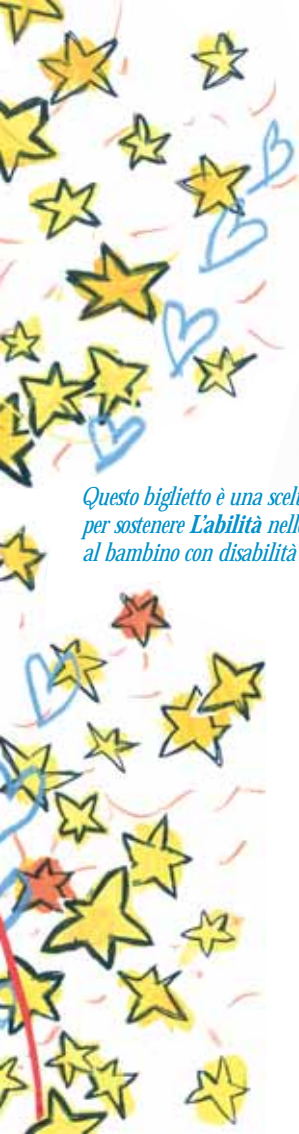 Questo biglietto è una
per sostenere L'abilità
al bambino con disabilità